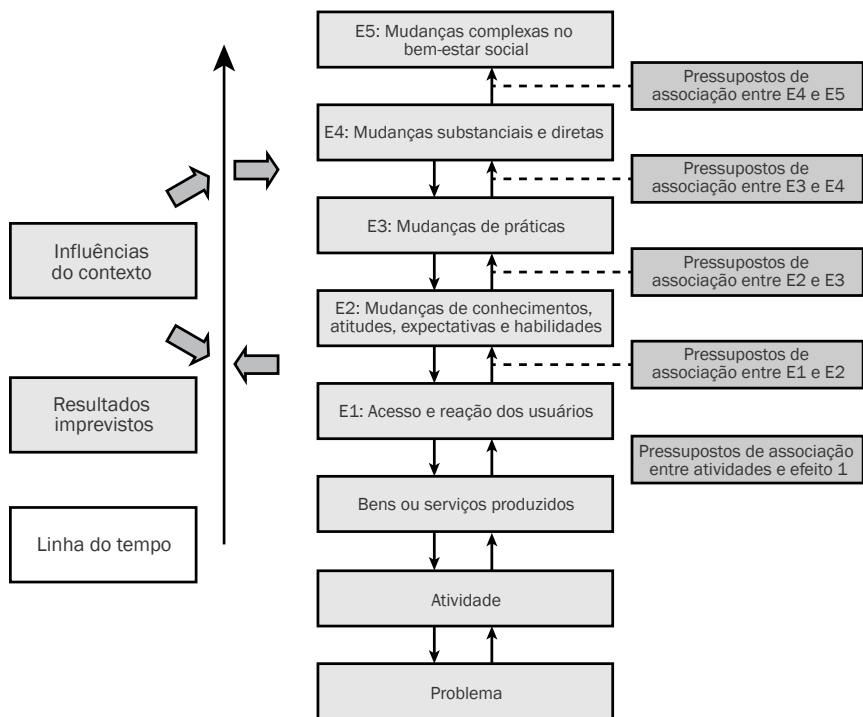 E5: Mudanças complexas no
bem-estar social
Pressupostos de
associação entre E4 e E5
E4: Mudanças substanciais e diretas
Pressupostos de
associação entre E3 e E4
E3: Mudanças de práticas
Influências
do contexto
Pressupostos de
associação entre E2 e E3
E2: Mudanças de conhecimentos,
atitudes, expectativas e habilidades
Pressupostos de
associação entre E1 e E2
Resultados
imprevistos
E1: Acesso e reação dos usuários
Pressupostos de associação
entre atividades e efeito 1
Bens ou serviços produzidos
Linha do tempo
Atividade
Problema